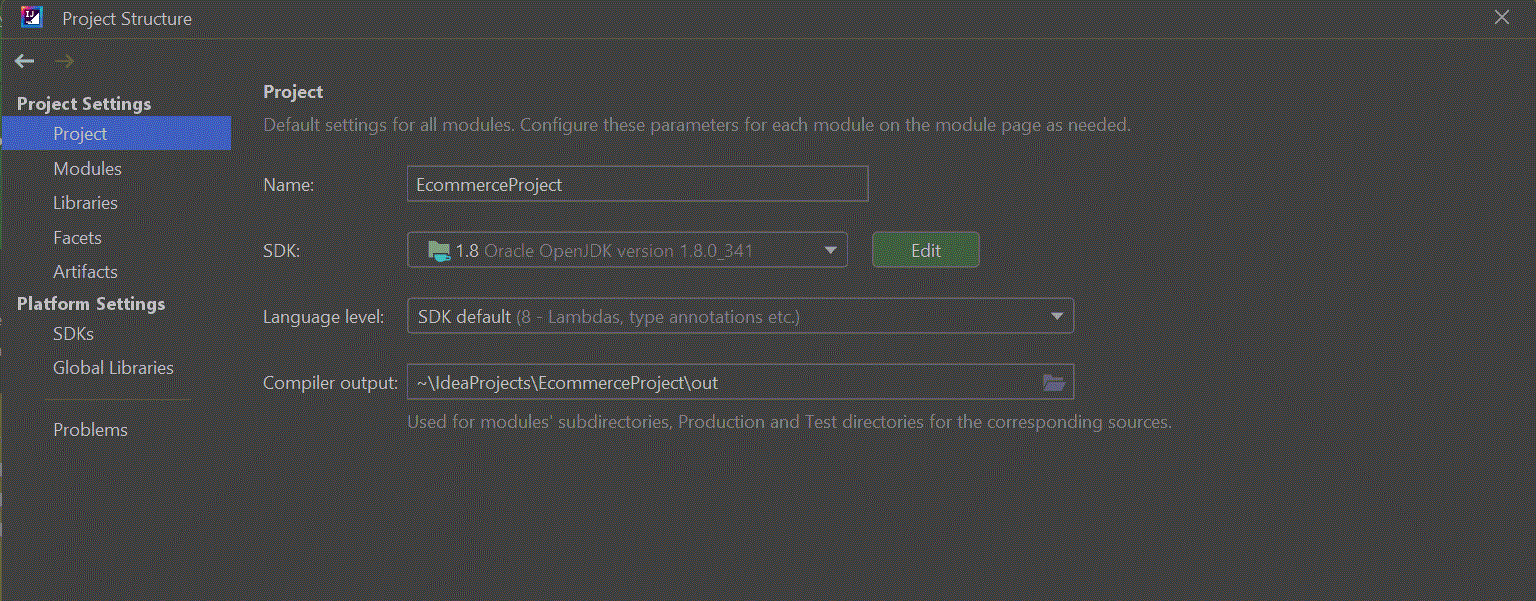 Project Structure
Project Settings
Project
Modules
Libraries
Facets
Artifacts
Platform Settings
SDKs
Global Libraries
Problems
Project
Default settings for all modules. Configure these parameters for each module on the module page as needed.
Name: EcommerceProject
SDK: 1.8 Oracle OpenJDK version 1.8.0_341 Edit
Language level: SDK default (8 - Lambdas, type annotations etc.)
Compiler output: ~\IdeaProjects\EcommerceProject\out
Used for modules' subdirectories, Production and Test directories for the corresponding sources.